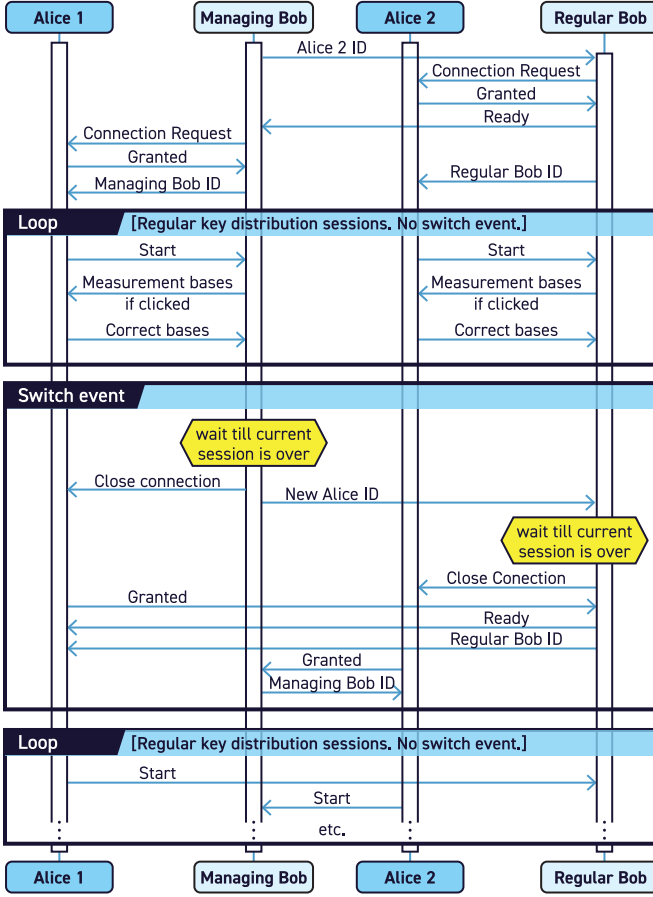 Alice 1 Managing Bob Alice 2 Regular Bob
Alice 2 ID
Connection Request
Granted
Ready
Connection Request
Granted
Managing Bob ID Regular Bob ID
Loop [Regular key distribution sessions. No switch event.]
Start Start
Measurement bases Measurement bases
if clicked if clicked
Correct bases Correct bases
Switch event
wait till current
session is over
Close connection
New Alice ID
wait till current
session is over
Close Conection
Granted
Ready
Regular Bob ID
Granted
Managing Bob ID
Loop [Regular key distribution sessions. No switch event.]
Start
Start
etc.
Alice 1 Managing Bob Alice 2 Regular Bob